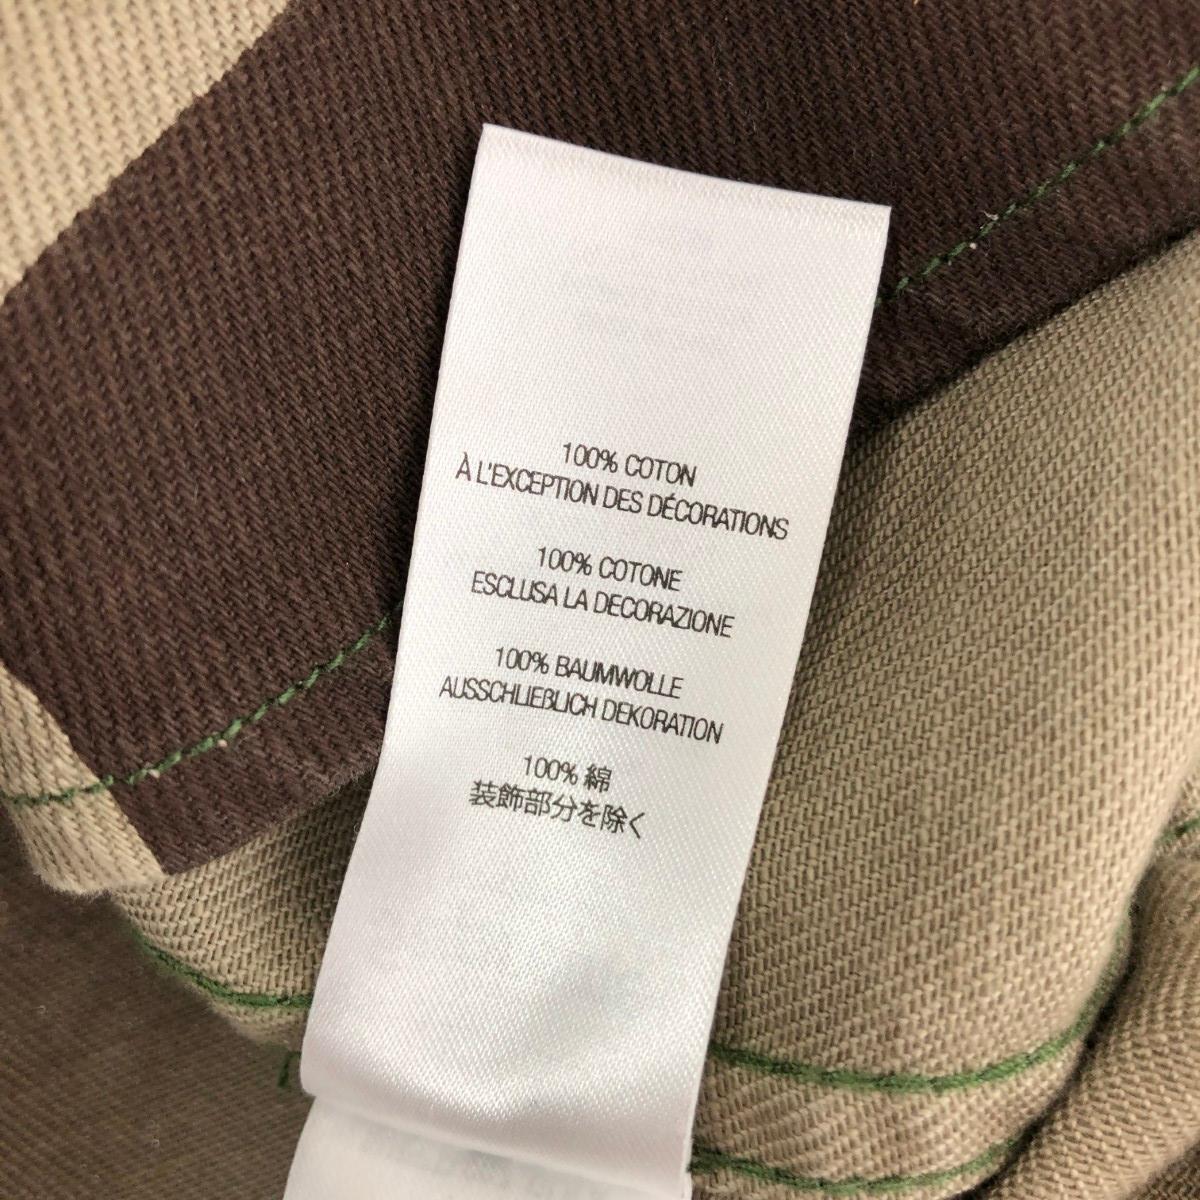 100% COTON
À L'EXCEPTION DES DÉCORATIONS
100% COTONE
ESCLUSA LA DECORAZIONE
100% BAUMWOLLE
AUSSCHLIEßLICH DEKORATION
100% 綿
装飾部分を除く